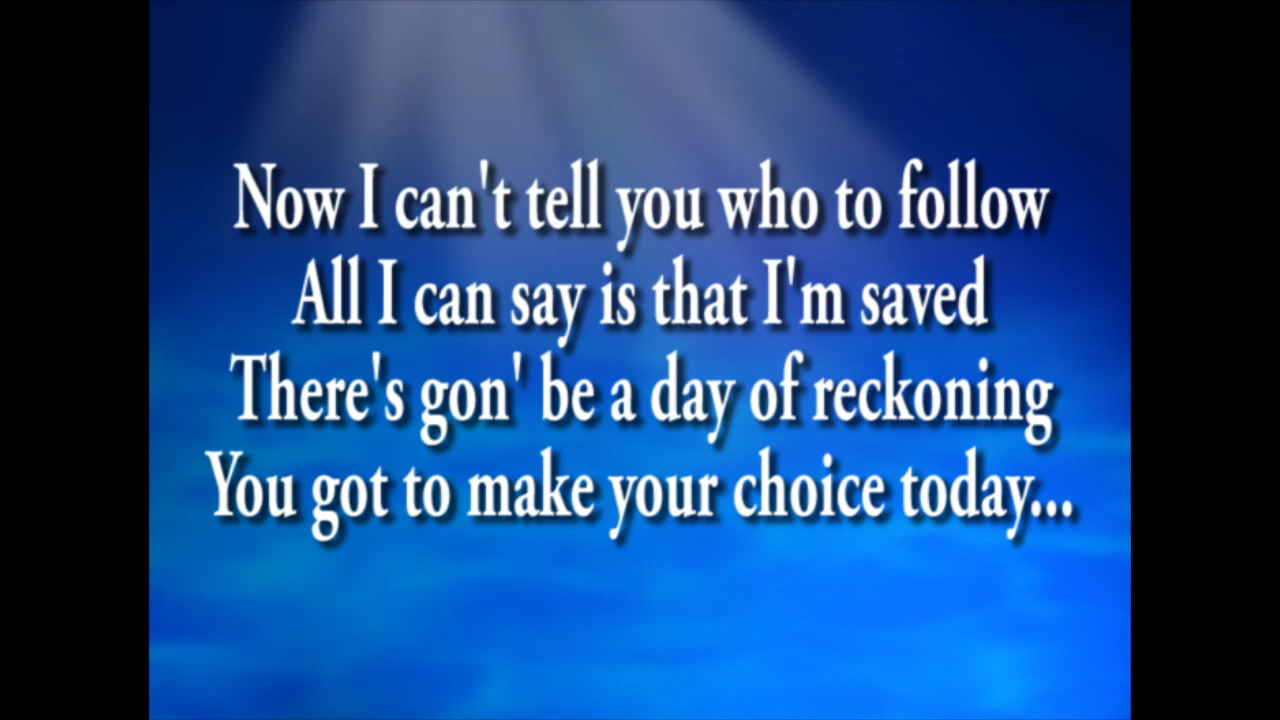 Now I can't tell you who to follow
All I can say is that I'm saved
There's gon' be a day of reckoning
You got to make your choice today...